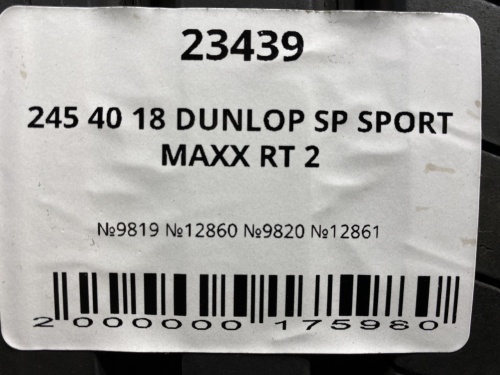 23439
245 40 18 DUNLOP SP SPORT
MAXX RT 2
№9819 №12860 №9820 №12861
2 000000 175980